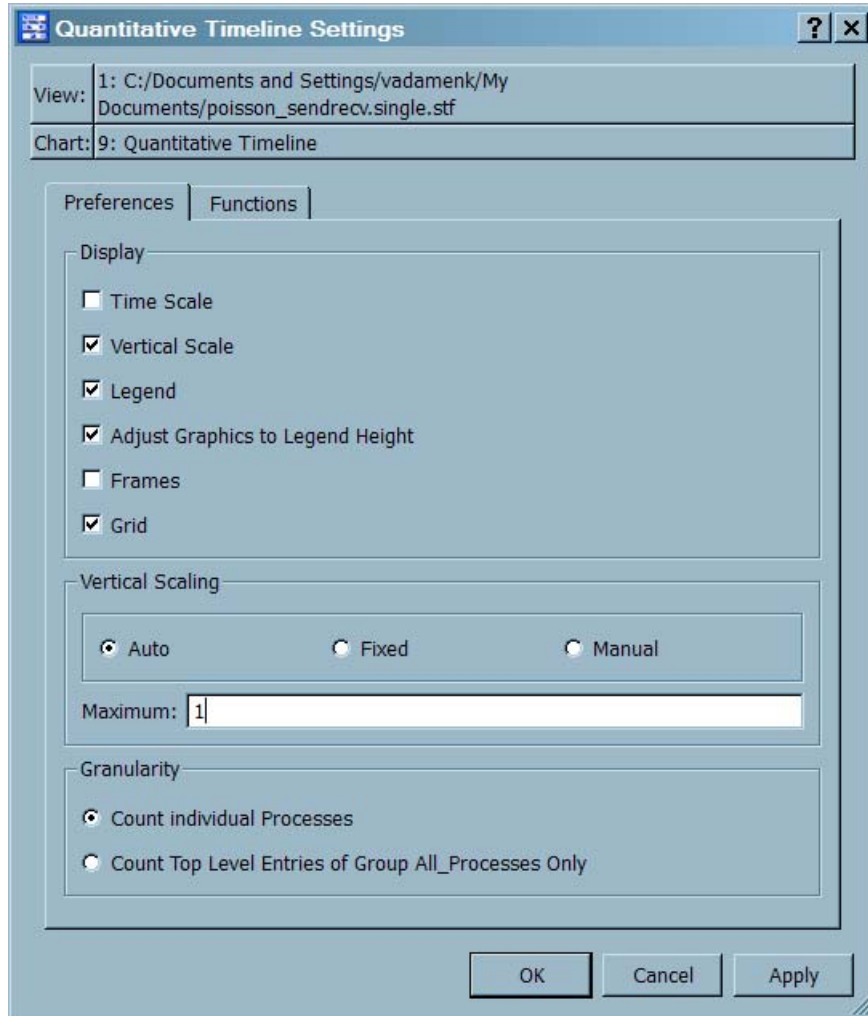 Quantitative Timeline Settings
View: 1: C:/Documents and Settings/vadamenk/My
Documents/poisson_sendrecv.single.stf
Chart: 9: Quantitative Timeline
Preferences Functions
Display
Time Scale
Vertical Scale
Legend
Adjust Graphics to Legend Height
Frames
Grid
Vertical Scaling
Auto Fixed Manual
Maximum: 1
Granularity
Count individual Processes
Count Top Level Entries of Group All_Processes Only
OK Cancel Apply